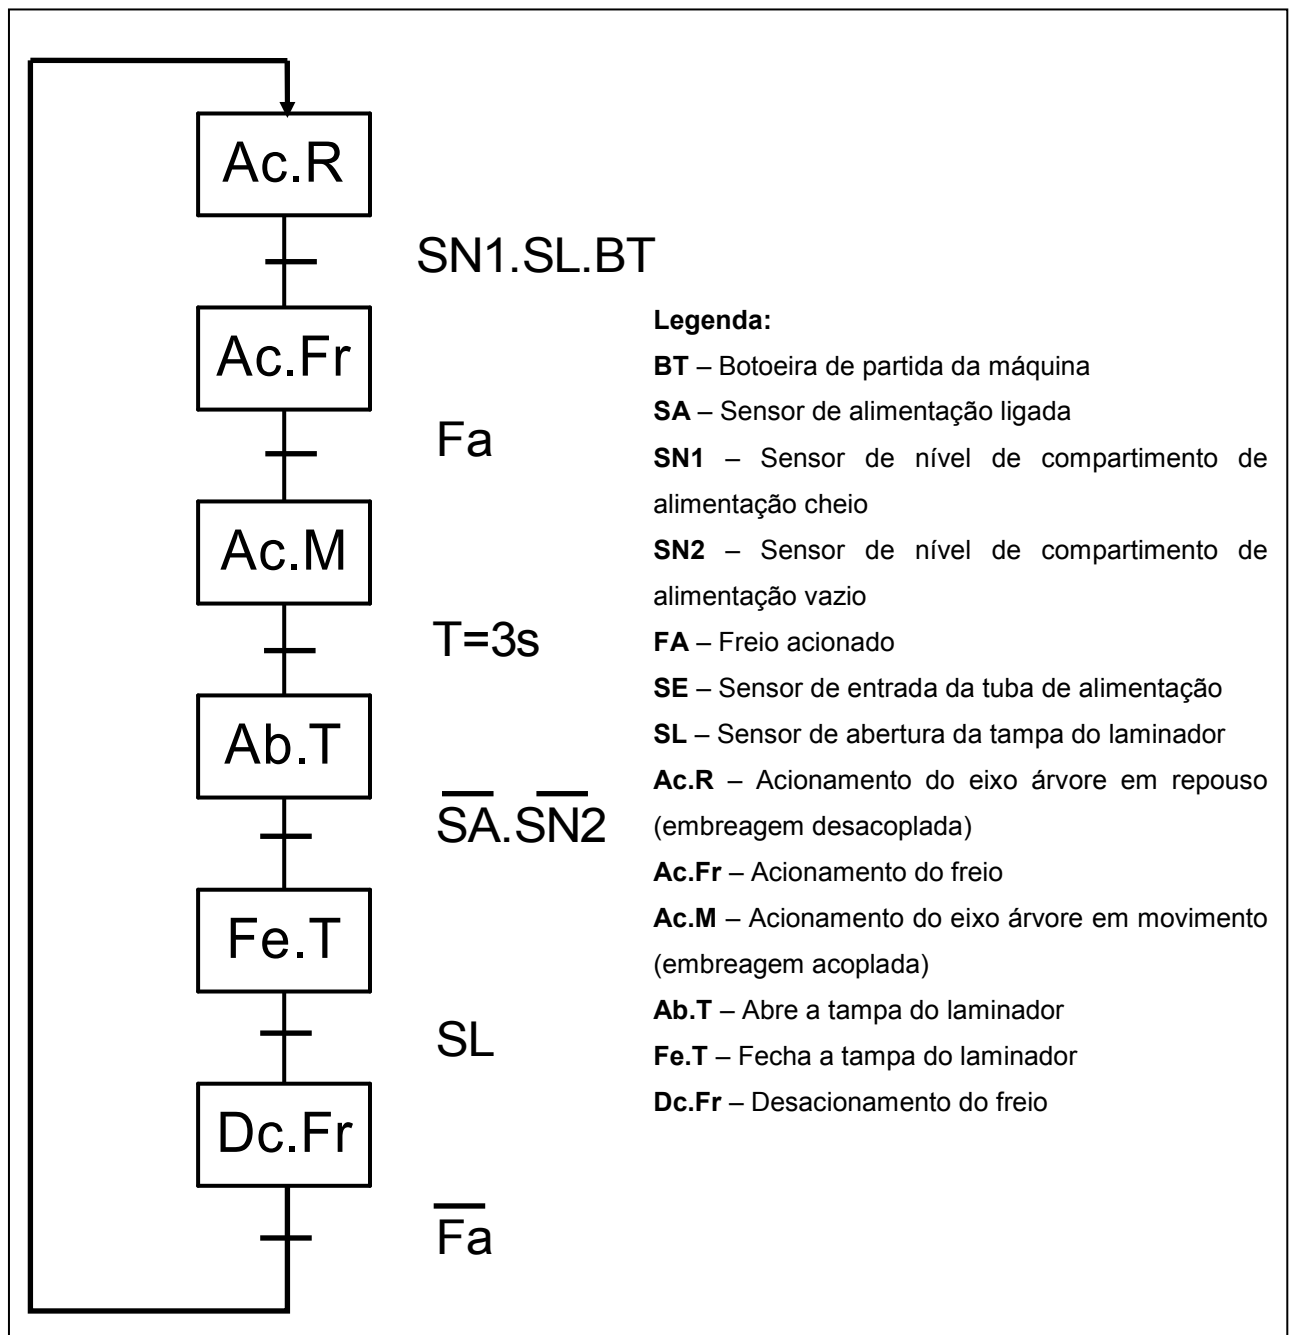 Ac.R
SN1.SL.BT
Ac.Fr
Fa
Ac.M
T=3s
Ab.T
S̅A̅.S̅N̅2
Fe.T
SL
Dc.Fr
F̅a̅
Legenda:
BT – Botoeira de partida da máquina
SA – Sensor de alimentação ligada
SN1 – Sensor de nível de compartimento de
alimentação cheio
SN2 – Sensor de nível de compartimento de
alimentação vazio
FA – Freio acionado
SE – Sensor de entrada da tuba de alimentação
SL – Sensor de abertura da tampa do laminador
Ac.R – Acionamento do eixo árvore em repouso
(embreagem desacoplada)
Ac.Fr – Acionamento do freio
Ac.M – Acionamento do eixo árvore em movimento
(embreagem acoplada)
Ab.T – Abre a tampa do laminador
Fe.T – Fecha a tampa do laminador
Dc.Fr – Desacionamento do freio